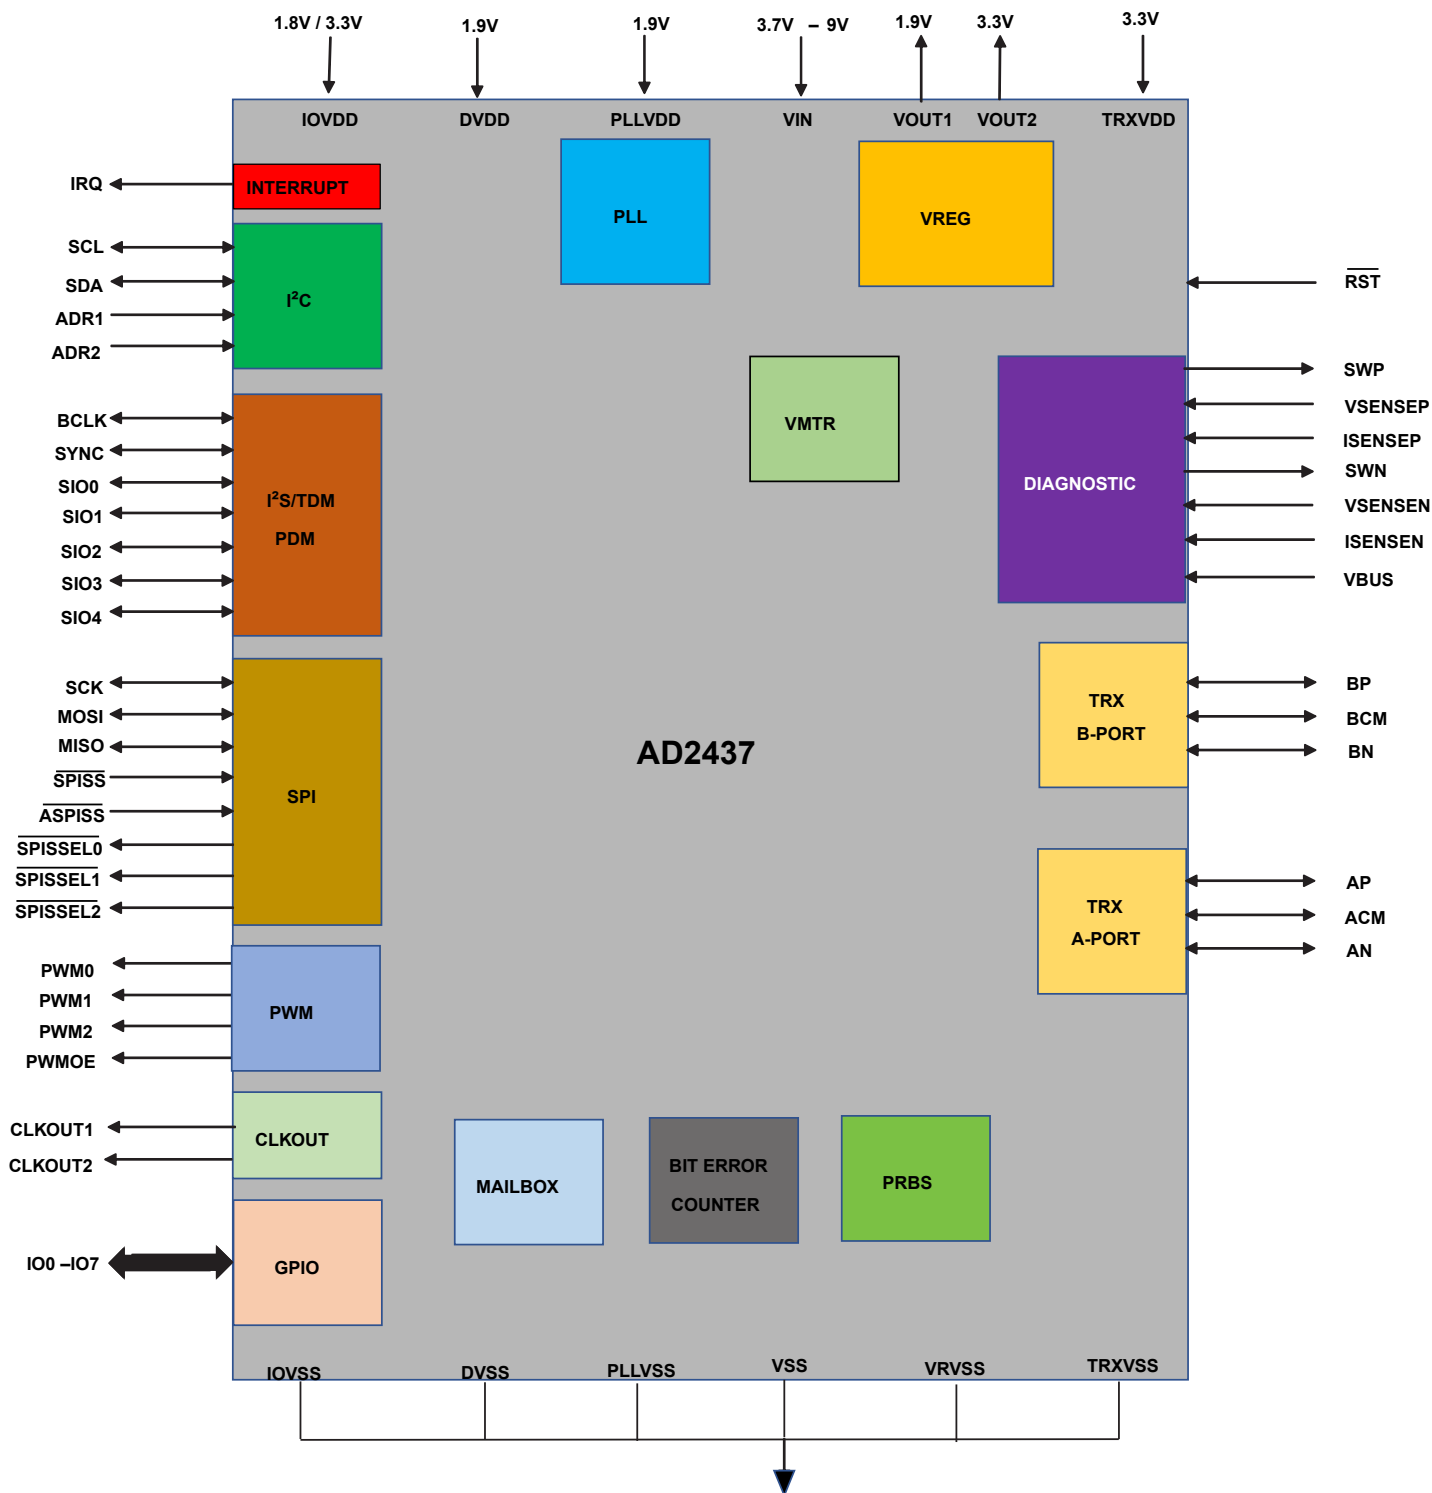 1.8V / 3.3V
1.9V
1.9V
3.7V – 9V
1.9V
3.3V
3.3V
IOVDD
DVDD
PLLVDD
VIN
VOUT1
VOUT2
TRXVDD
IRQ
INTERRUPT
SCL
SDA
ADR1
ADR2
I²C
PLL
VREG
RST
BCLK
SYNC
SIO0
SIO1
SIO2
SIO3
SIO4
I²S/TDM
PDM
VMTR
DIAGNOSTIC
SWP
VSENSEP
ISENSEP
SWN
VSENSEN
ISENSEN
VBUS
SCK
MOSI
MISO
SPISS
ASPISS
SPISSEL0
SPISSEL1
SPISSEL2
SPI
AD2437
TRX
B-PORT
BP
BCM
BN
TRX
A-PORT
AP
ACM
AN
PWM0
PWM1
PWM2
PWMOE
PWM
CLKOUT1
CLKOUT2
CLKOUT
MAILBOX
BIT ERROR
COUNTER
PRBS
IO0 –IO7
GPIO
IOVSS
DVSS
PLLVSS
VSS
VRVSS
TRXVSS